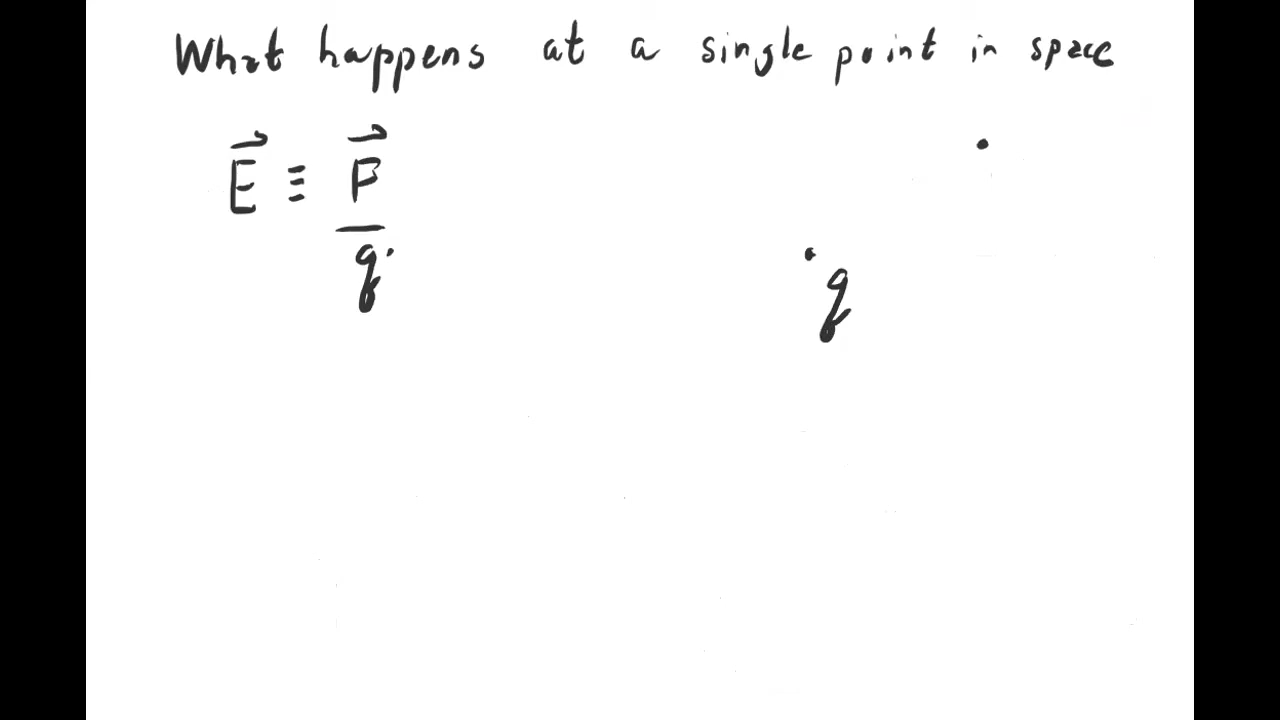 What happens at a single point in space
E⃗ ≡ F⃗ / q
q